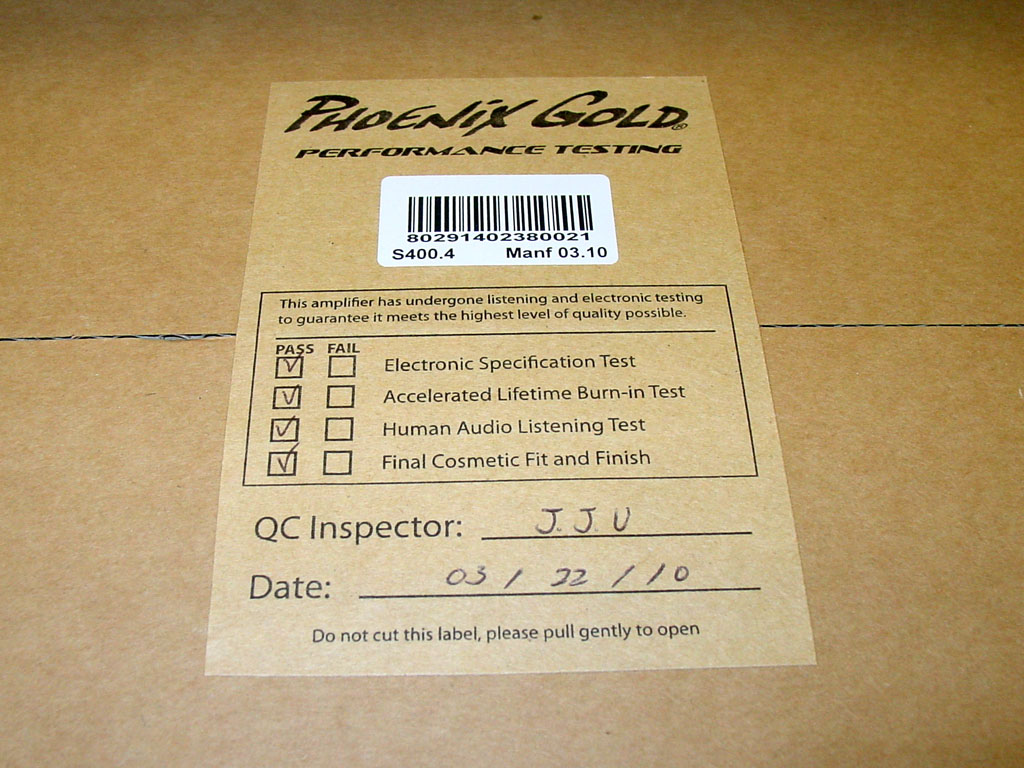 PHOENIX GOLD®
PERFORMANCE TESTING
80291402380021
S400.4 Manf 03.10
This amplifier has undergone listening and electronic testing
to guarantee it meets the highest level of quality possible.
PASS FAIL
Electronic Specification Test
Accelerated Lifetime Burn-in Test
Human Audio Listening Test
Final Cosmetic Fit and Finish
QC Inspector: J.J.U
Date: 03 / 22 / 10
Do not cut this label, please pull gently to open